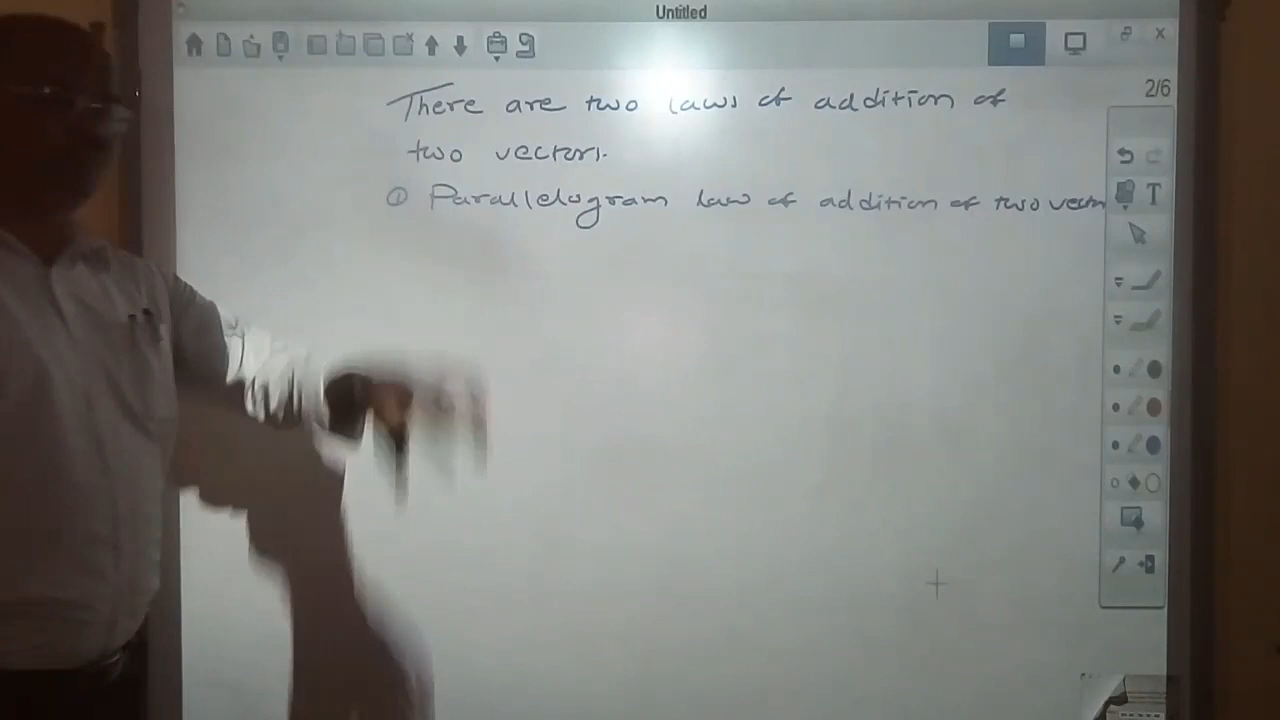 Untitled
2/6
There are two laws of addition of
two vectors.
① Parallelogram law of addition of two vect
T